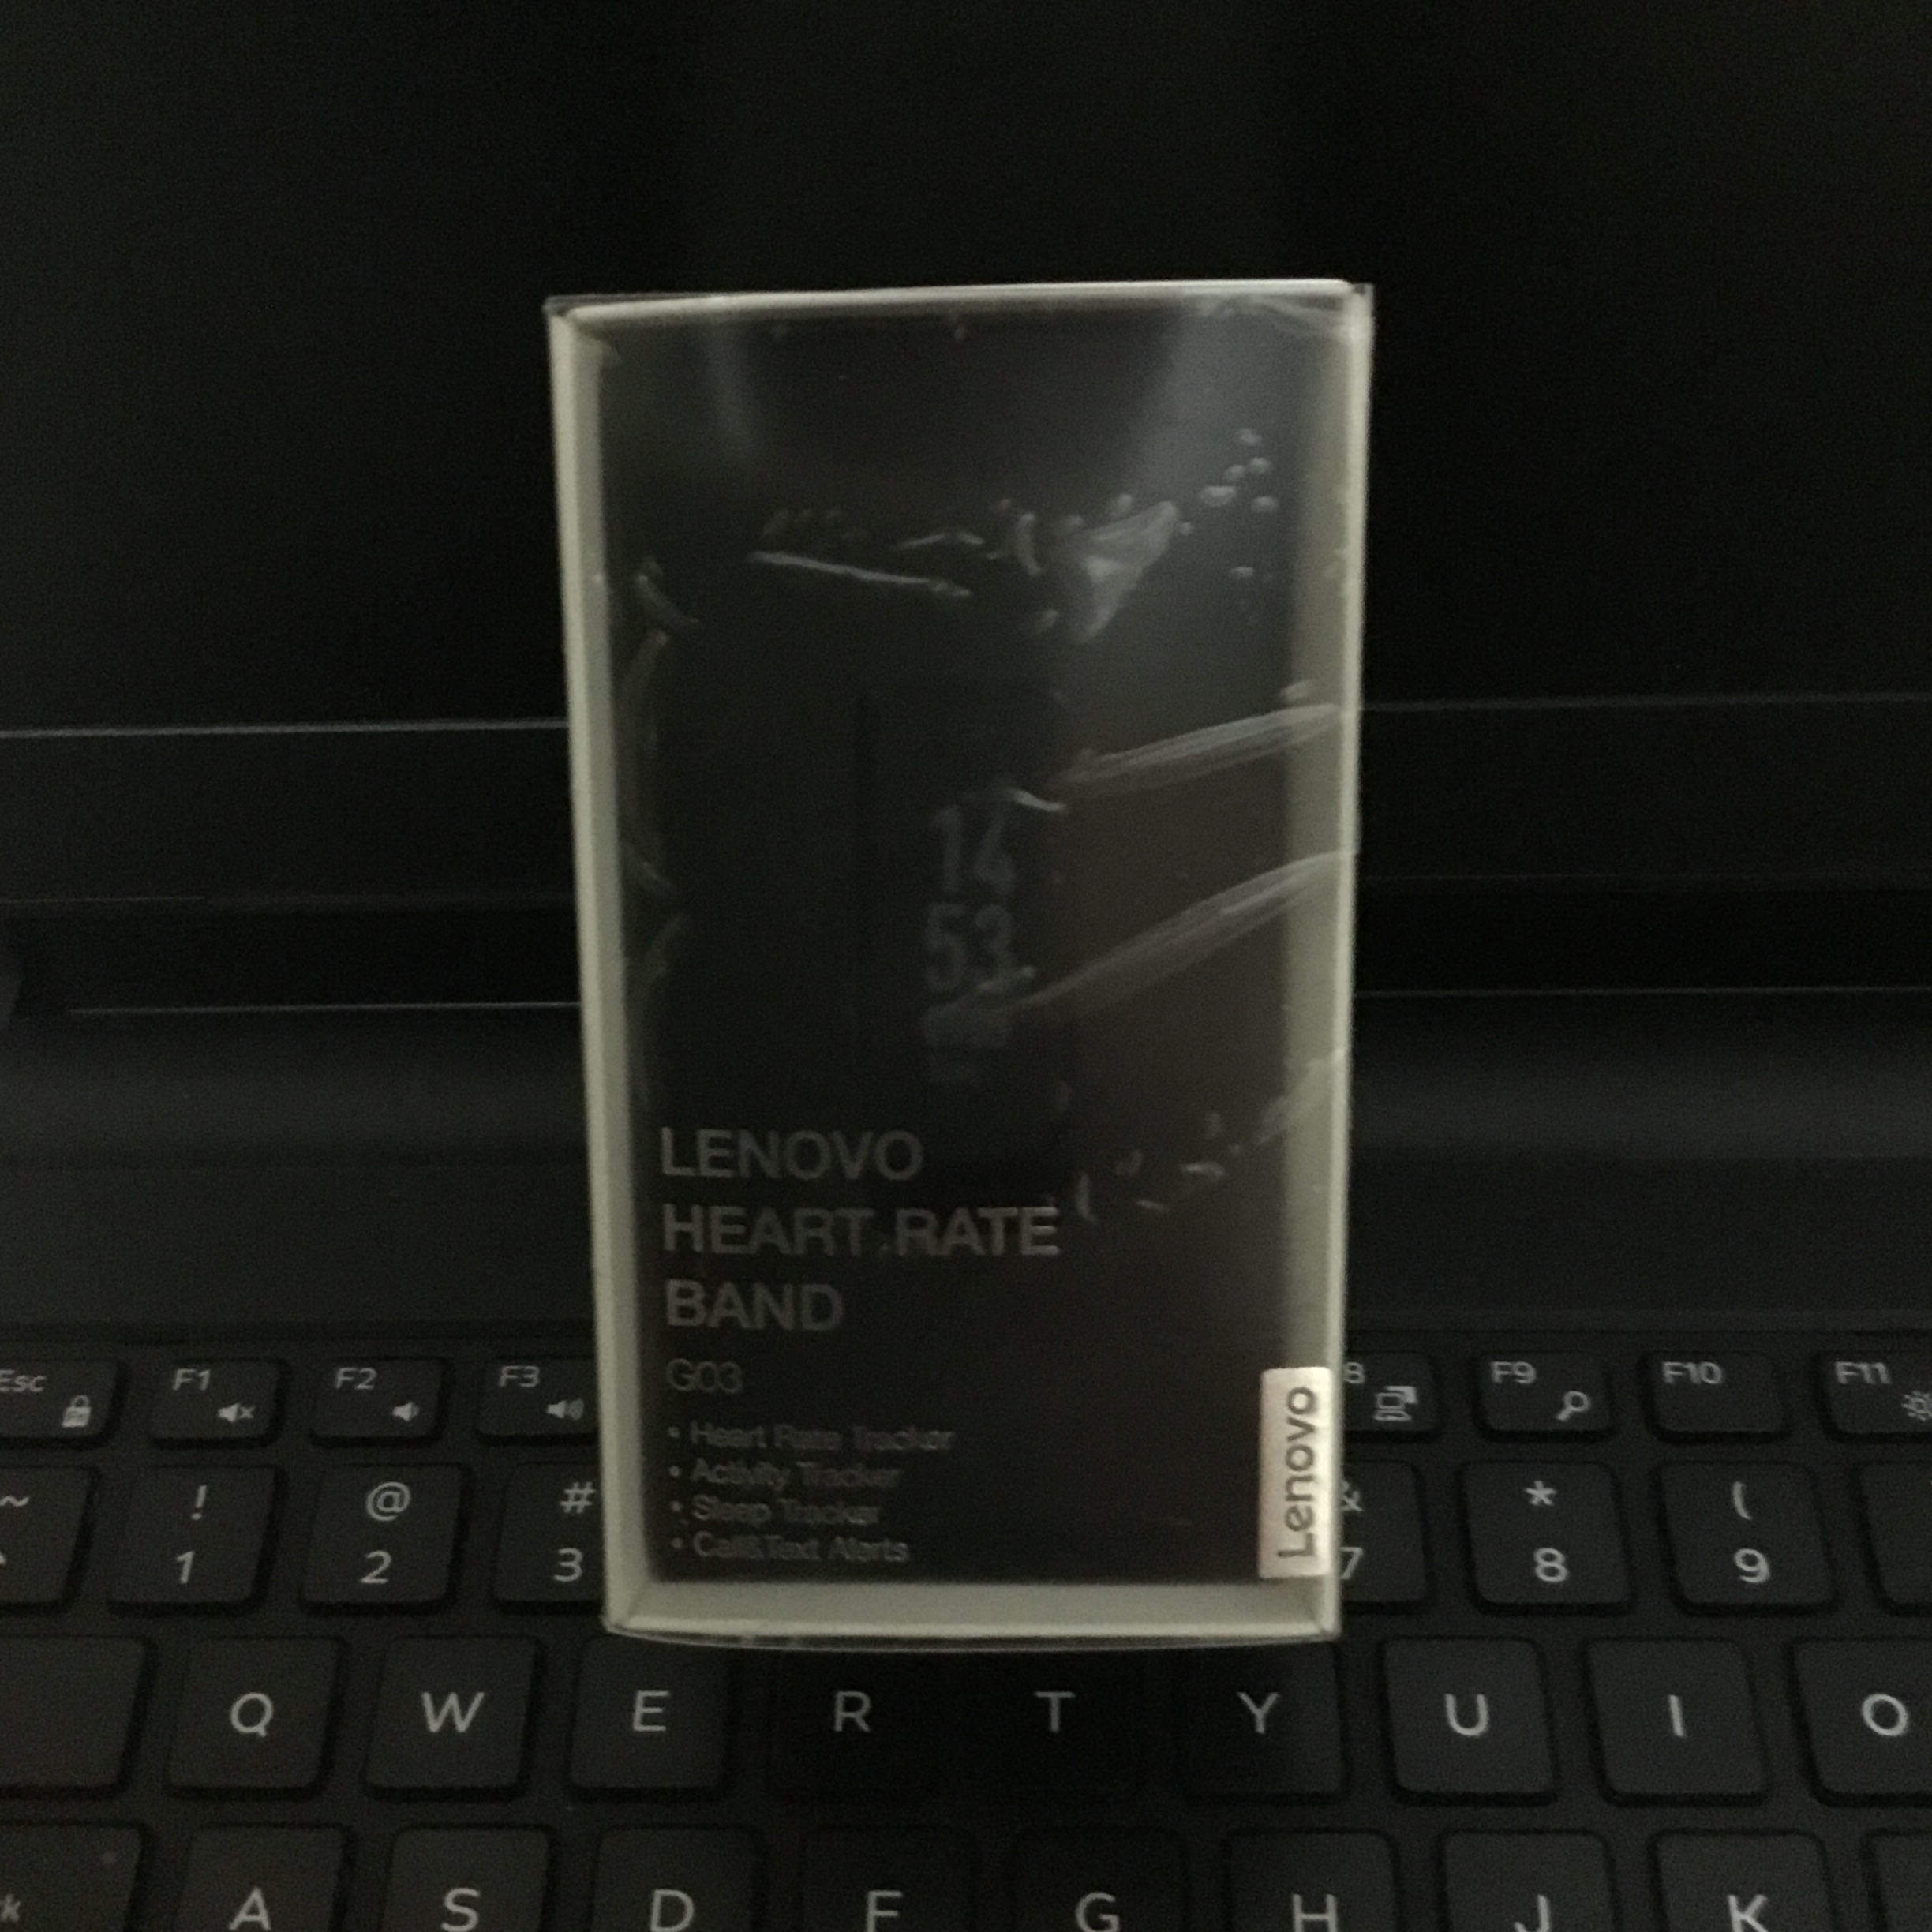 14
53
LENOVO
HEART RATE
BAND
G03
• Heart Rate Tracker
• Activity Tracker
• Sleep Tracker
• Call&Text Alerts
Lenovo
Esc F1 F2 F3 8 F9 F10 F11
~ ! @ # & * (
1 2 3 7 8 9
Q W E R T Y U I O
A S D F G H J K